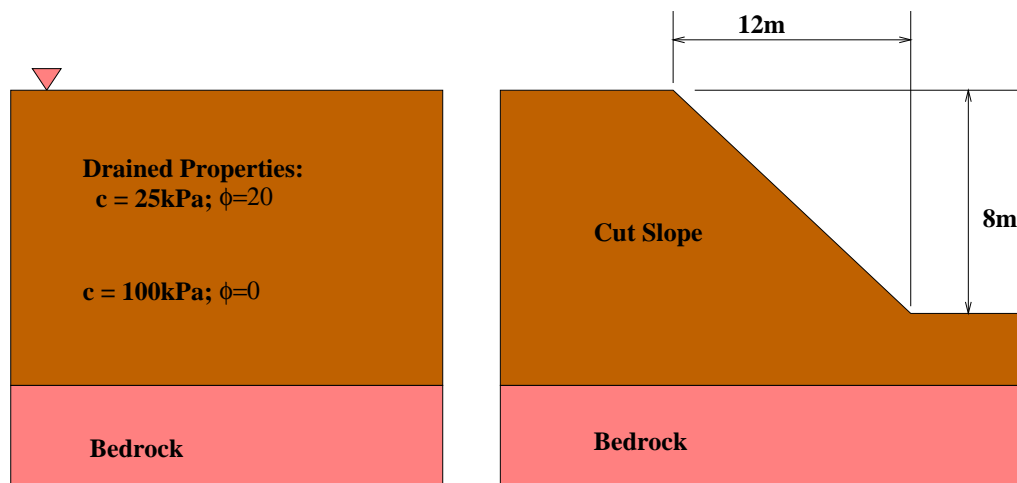 12m
Drained Properties:
c = 25kPa; ϕ=20
Cut Slope
8m
c = 100kPa; ϕ=0
Bedrock
Bedrock